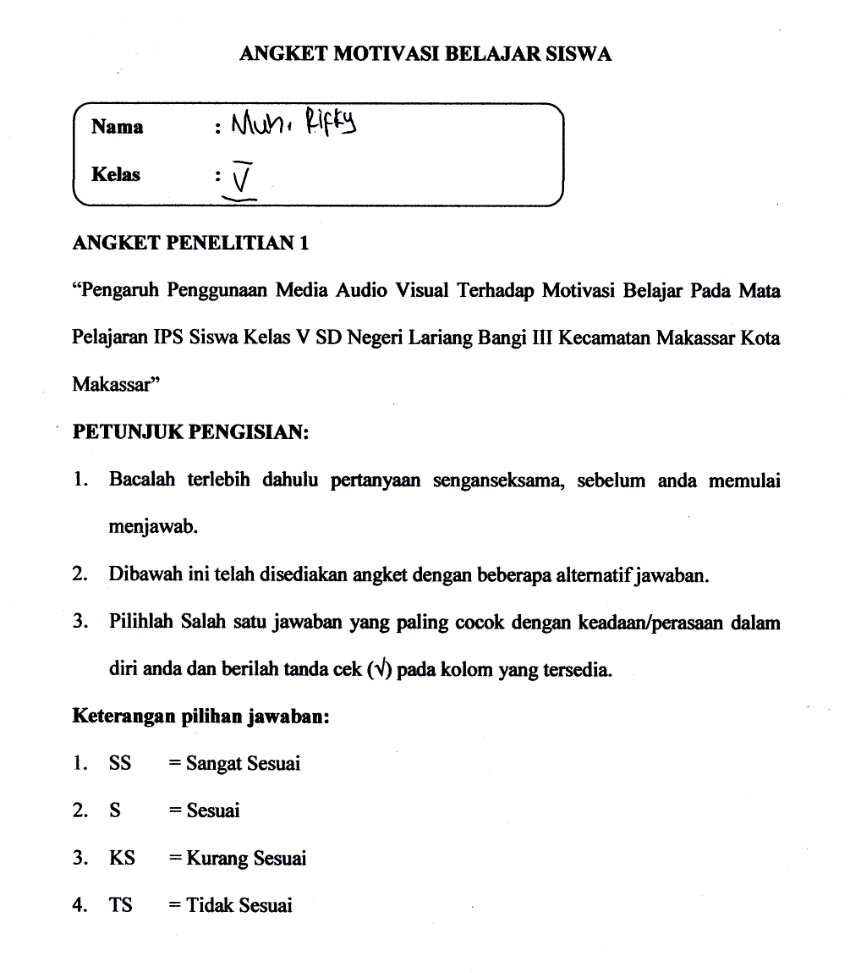 ANGKET MOTIVASI BELAJAR SISWA
Nama : Muh. Rifky
Kelas : V
ANGKET PENELITIAN 1
“Pengaruh Penggunaan Media Audio Visual Terhadap Motivasi Belajar Pada Mata
Pelajaran IPS Siswa Kelas V SD Negeri Lariang Bangi III Kecamatan Makassar Kota
Makassar”
PETUNJUK PENGISIAN:
1. Bacalah terlebih dahulu pertanyaan senganseksama, sebelum anda memulai
menjawab.
2. Dibawah ini telah disediakan angket dengan beberapa alternatif jawaban.
3. Pilihlah Salah satu jawaban yang paling cocok dengan keadaan/perasaan dalam
diri anda dan berilah tanda cek (√) pada kolom yang tersedia.
Keterangan pilihan jawaban:
1. SS = Sangat Sesuai
2. S = Sesuai
3. KS = Kurang Sesuai
4. TS = Tidak Sesuai